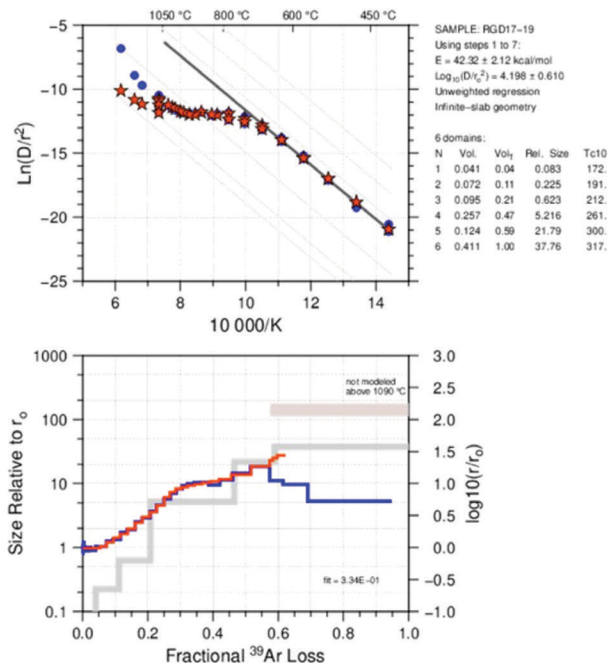 1050 °C 800 °C 600 °C 450 °C
−5
−10
−15
−20
−25
Ln(D/r²)
6 8 10 12 14
10 000/K
SAMPLE: RGD17-19
Using steps 1 to 7:
E = 42.32 ± 2.12 kcal/mol
Log₁₀(D/rₒ²) = 4.198 ± 0.610
Unweighted regression
Infinite-slab geometry
6 domains:
N Vol. Vol_T Rel. Size Tc10
1 0.041 0.04 0.083 172.
2 0.072 0.11 0.225 191.
3 0.095 0.21 0.623 212.
4 0.257 0.47 5.216 261.
5 0.124 0.59 21.79 300.
6 0.411 1.00 37.76 317.
1000
100
10
1
0.1
Size Relative to rₒ
not modeled
above 1090 °C
fit = 3.34E−01
3.0
2.5
2.0
1.5
1.0
0.5
0.0
−0.5
−1.0
log10(r/rₒ)
0.0 0.2 0.4 0.6 0.8 1.0
Fractional ³⁹Ar Loss